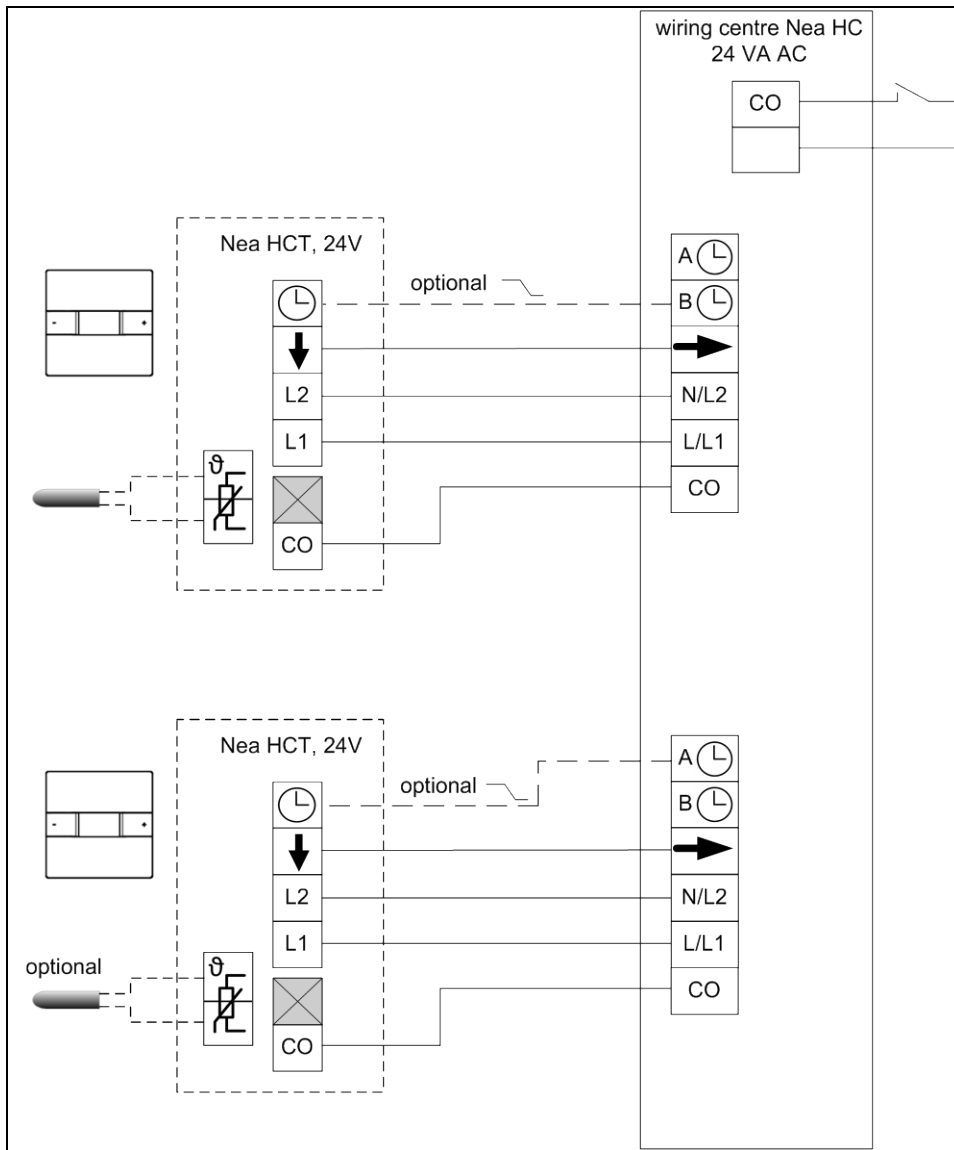 wiring centre Nea HC
24 VA AC
CO
Nea HCT, 24V
optional
A
B
- +
L2
N/L2
L1
L/L1
ϑ
CO
CO
Nea HCT, 24V
optional
A
B
- +
L2
N/L2
L1
L/L1
optional
ϑ
CO
CO